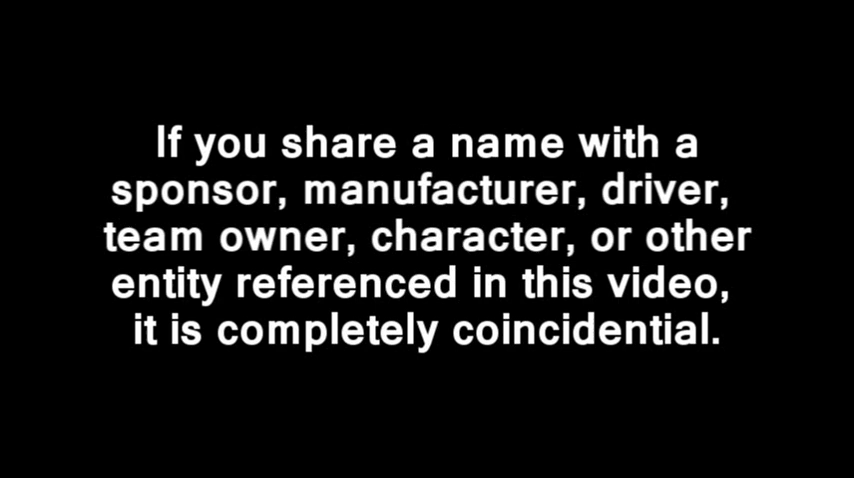 If you share a name with a
sponsor, manufacturer, driver,
team owner, character, or other
entity referenced in this video,
it is completely coincidential.